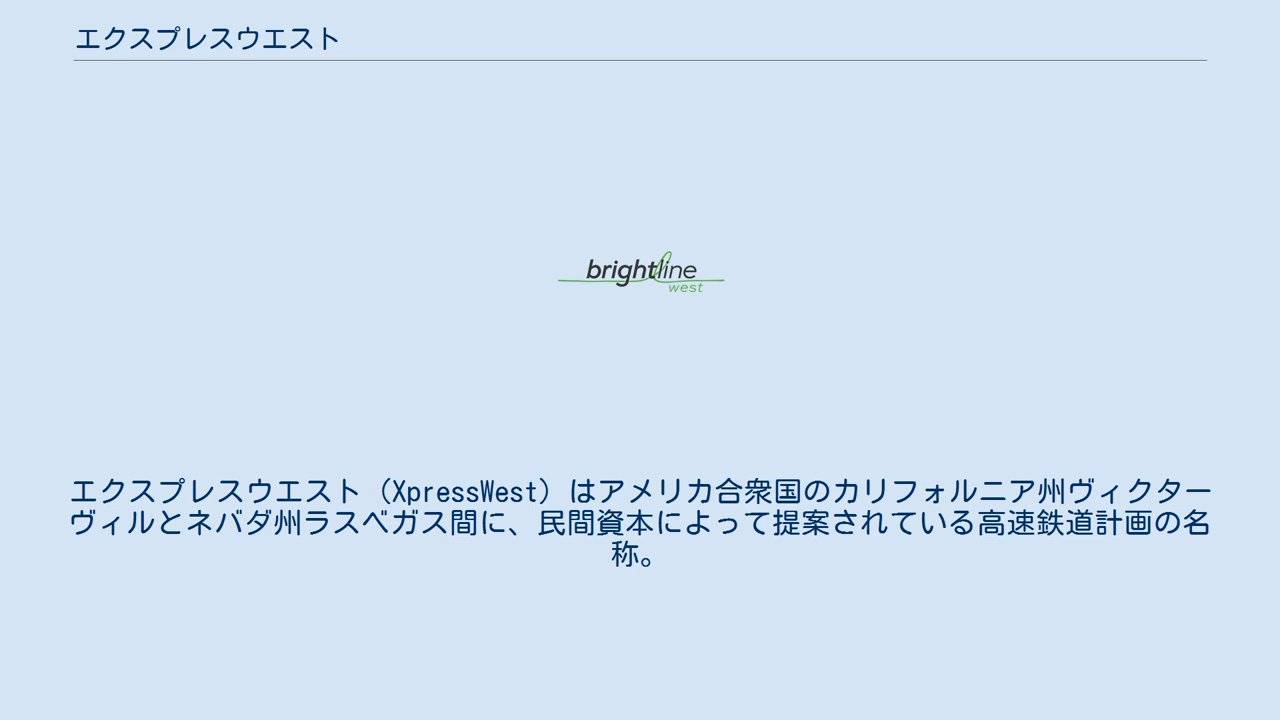 エクスプレスウエスト
brightline
west
エクスプレスウエスト（XpressWest）はアメリカ合衆国のカリフォルニア州ヴィクター
ヴィルとネバダ州ラスベガス間に、民間資本によって提案されている高速鉄道計画の名
称。